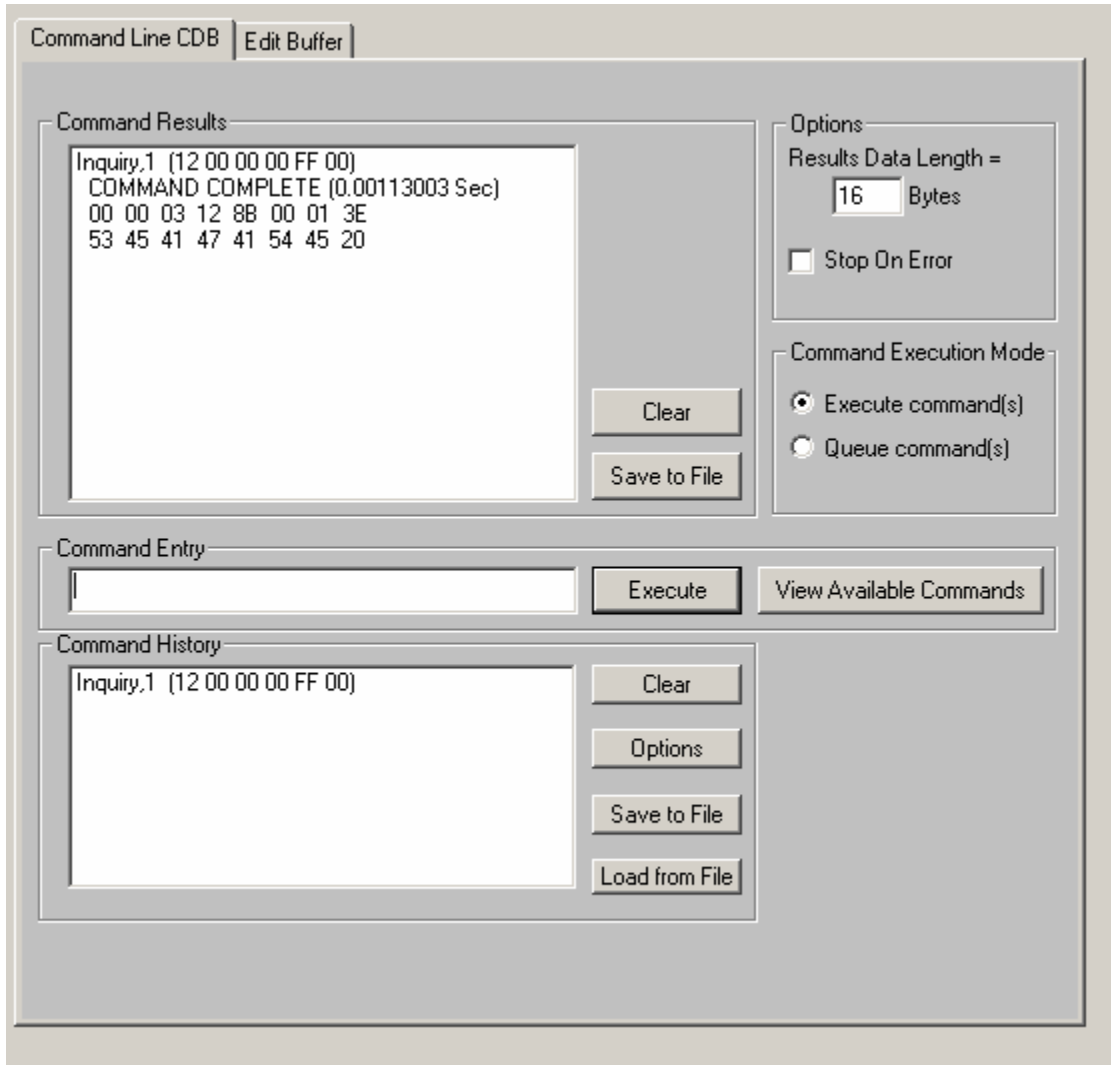 Command Line CDB
Edit Buffer
Command Results
Inquiry,1 (12 00 00 00 FF 00)
COMMAND COMPLETE (0.00113003 Sec)
00 00 03 12 8B 00 01 3E
53 45 41 47 41 54 45 20
Clear
Save to File
Options
Results Data Length =
16 Bytes
Stop On Error
Command Execution Mode
Execute command(s)
Queue command(s)
Command Entry
Execute
View Available Commands
Command History
Inquiry,1 (12 00 00 00 FF 00)
Clear
Options
Save to File
Load from File